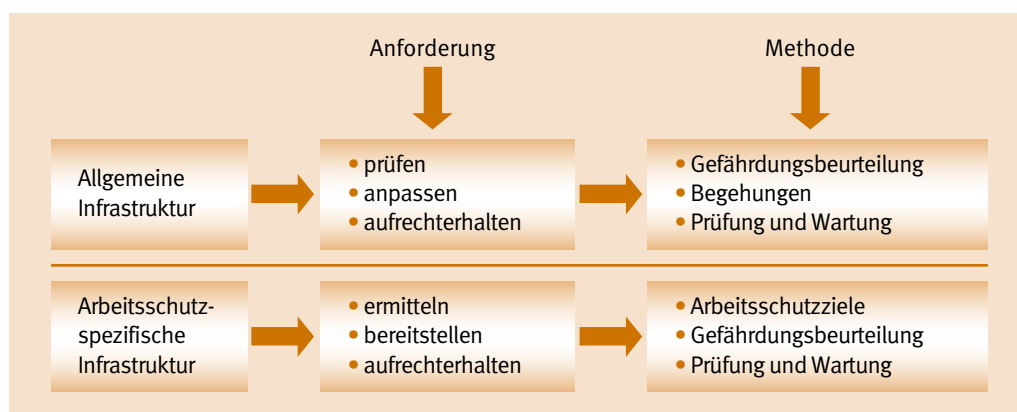 Anforderung
Methode
Allgemeine
Infrastruktur
• prüfen
• anpassen
• aufrechterhalten
• Gefährdungsbeurteilung
• Begehungen
• Prüfung und Wartung
Arbeitsschutz-
spezifische
Infrastruktur
• ermitteln
• bereitstellen
• aufrechterhalten
• Arbeitsschutzziele
• Gefährdungsbeurteilung
• Prüfung und Wartung